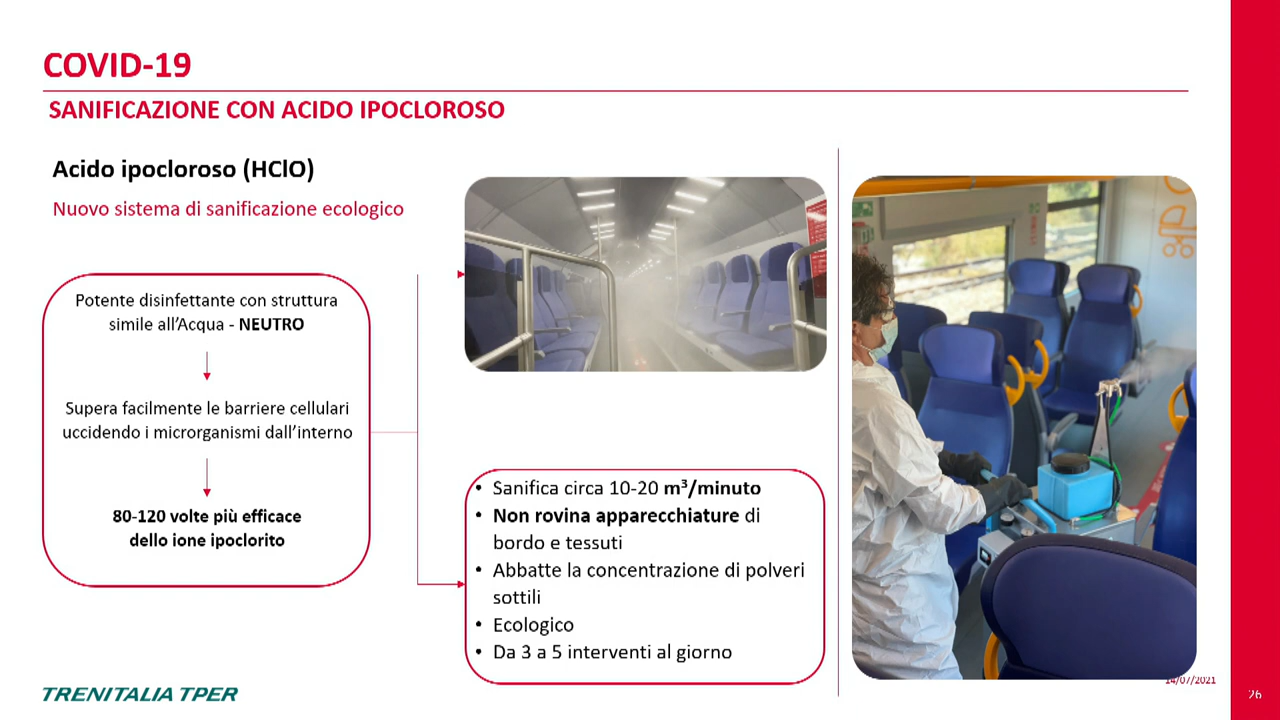 COVID-19
SANIFICAZIONE CON ACIDO IPOCLOROSO
Acido ipocloroso (HClO)
Nuovo sistema di sanificazione ecologico
Potente disinfettante con struttura
simile all'Acqua - NEUTRO
Supera facilmente le barriere cellulari
uccidendo i microrganismi dall'interno
80-120 volte più efficace
dello ione ipoclorito
• Sanifica circa 10-20 m³/minuto
• Non rovina apparecchiature di
bordo e tessuti
• Abbatte la concentrazione di polveri
sottili
• Ecologico
• Da 3 a 5 interventi al giorno
TRENITALIA TPER
14/07/2021
26